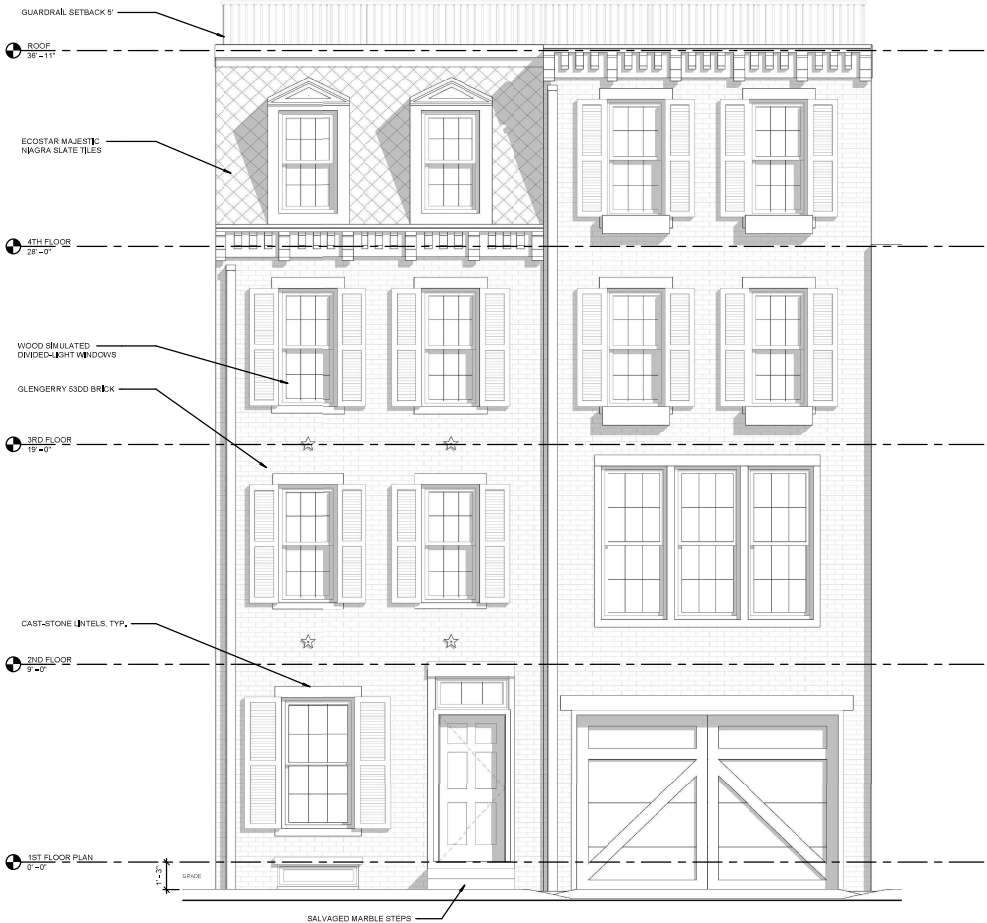 GUARDRAIL SETBACK 5'
ROOF
36'-11"
ECOSTAR MAJESTIC
NIAGRA SLATE TILES
4TH FLOOR
28'-0"
WOOD SIMULATED
DIVIDED-LIGHT WINDOWS
GLENGERRY 53DD BRICK
3RD FLOOR
19'-0"
CAST-STONE LINTELS, TYP.
2ND FLOOR
9'-0"
1ST FLOOR PLAN
0'-0"
1'-3"
GRADE
SALVAGED MARBLE STEPS